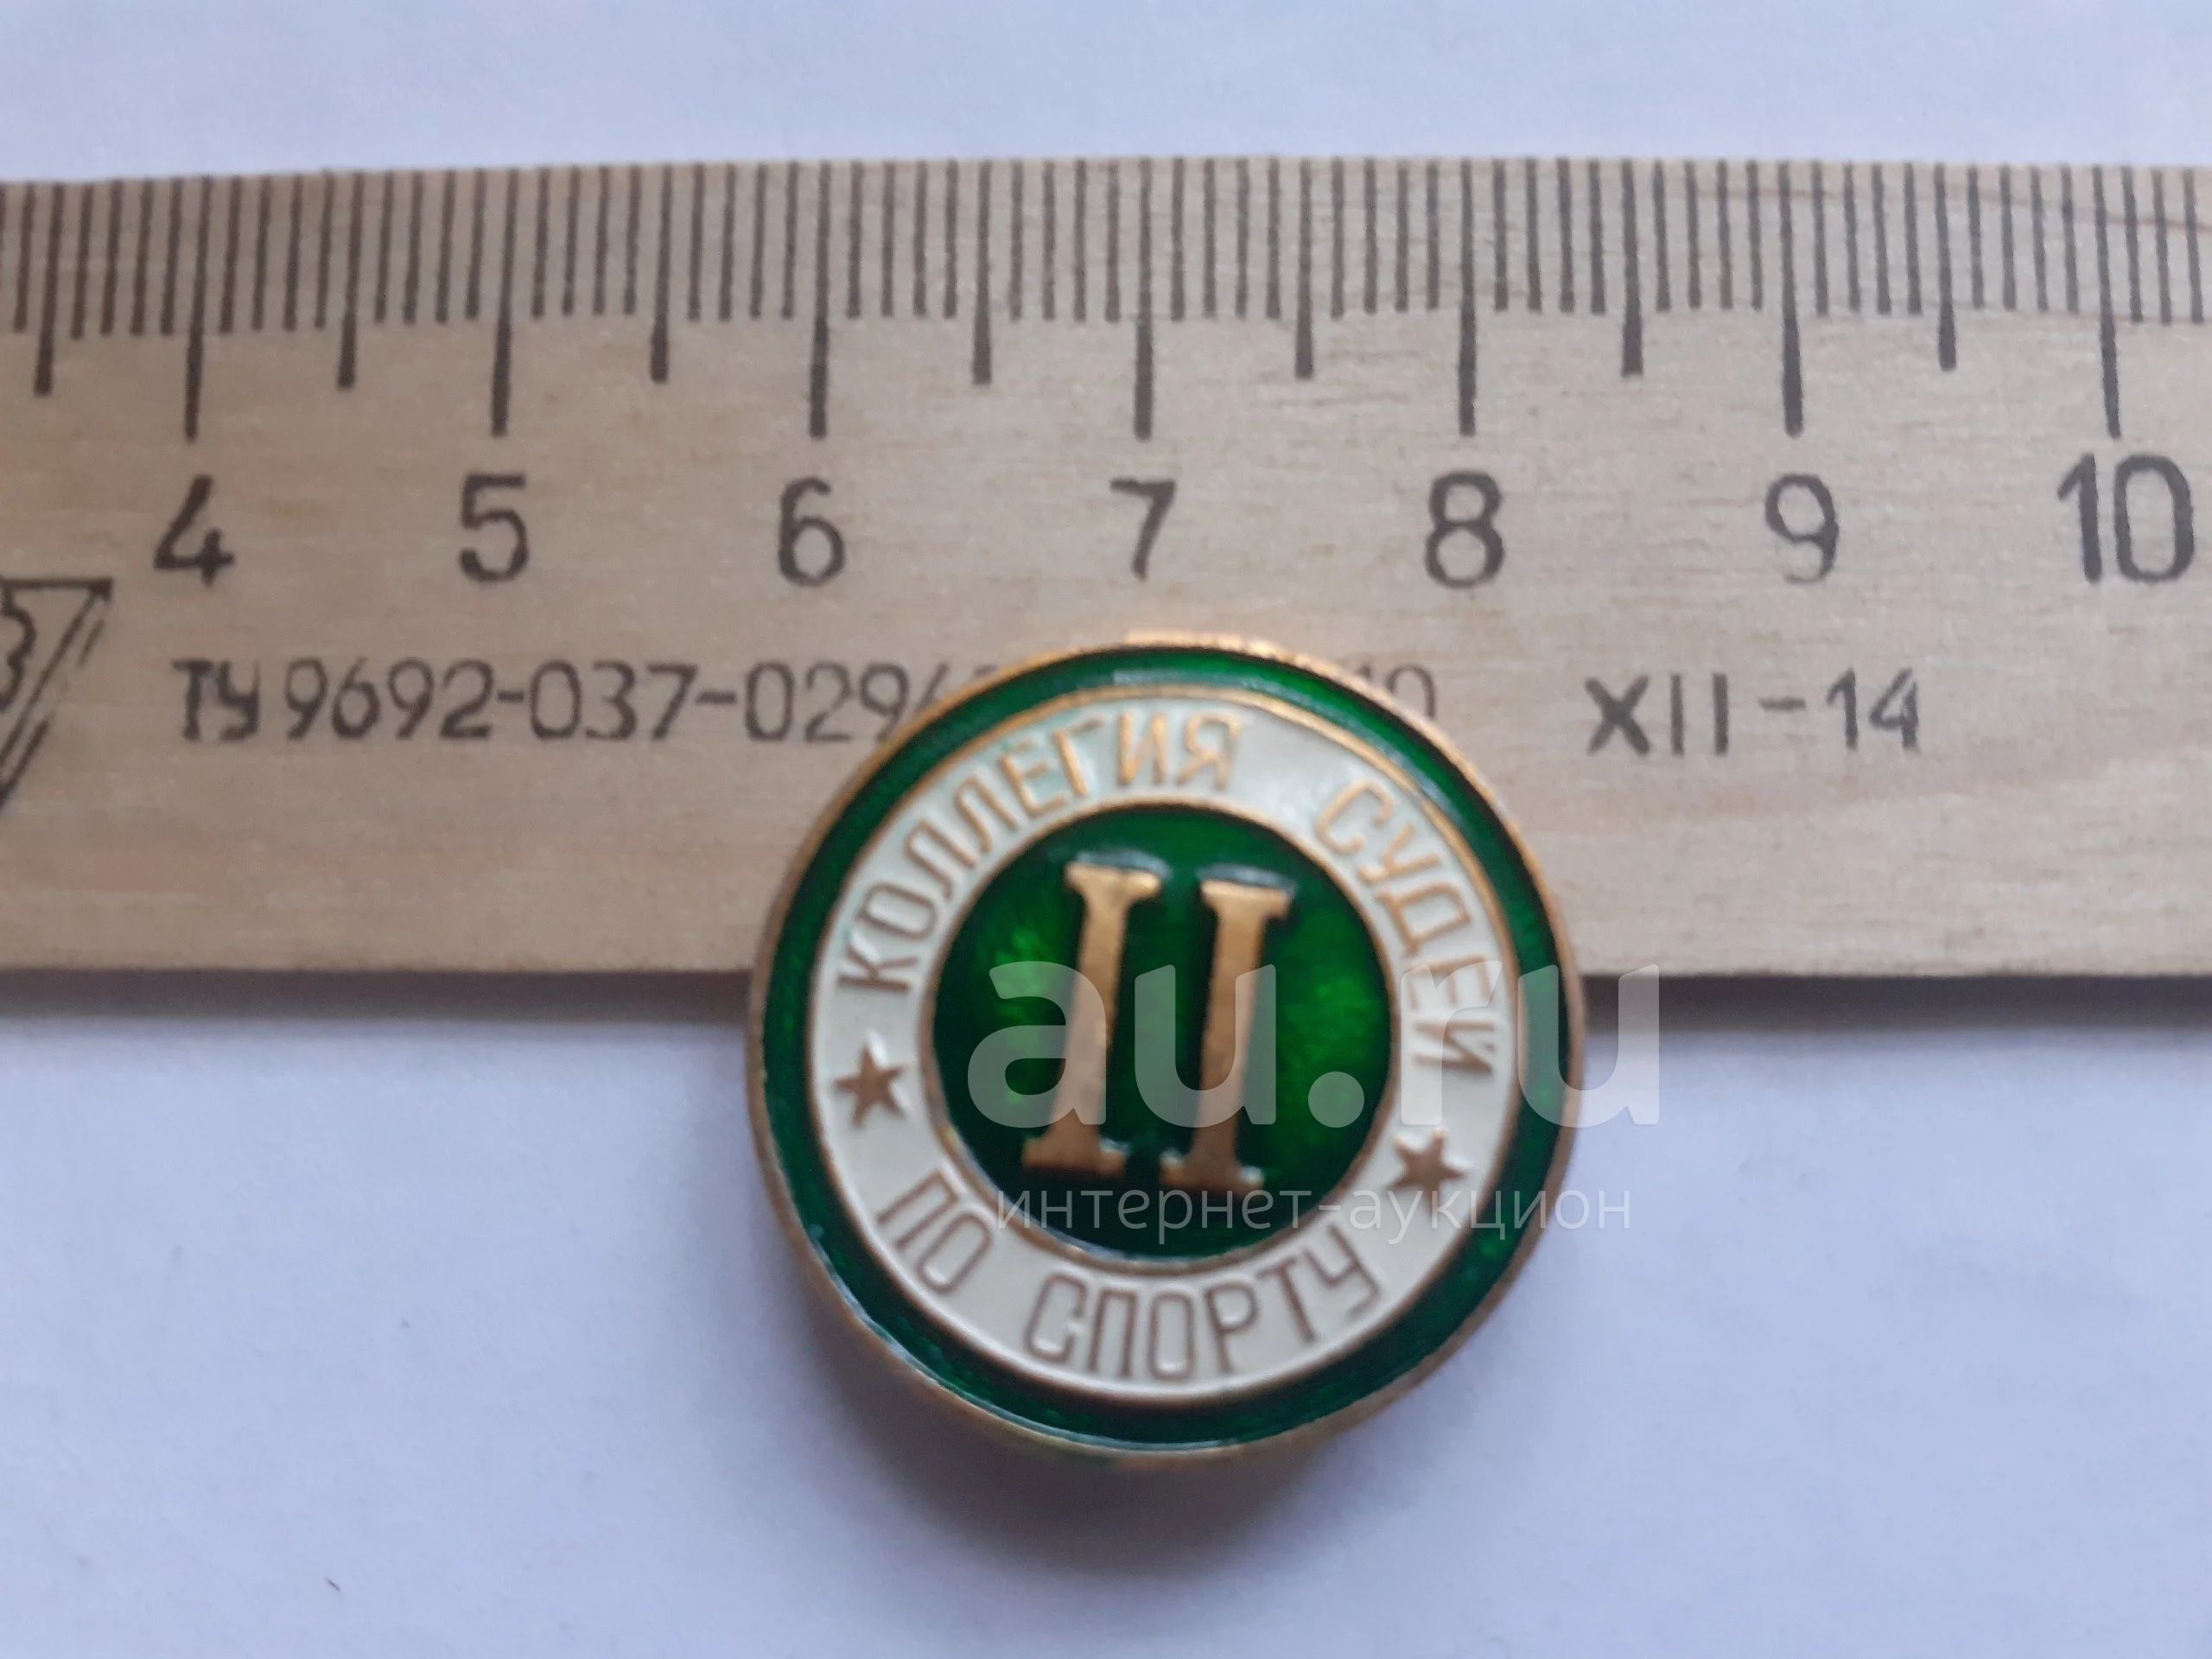 4 5 6 7 8 9 10
ТУ 9692-037-029 10 XII-14
КОЛЛЕГИЯ СУДЕЙ
II
ПО СПОРТУ
au.ru
интернет-аукцион